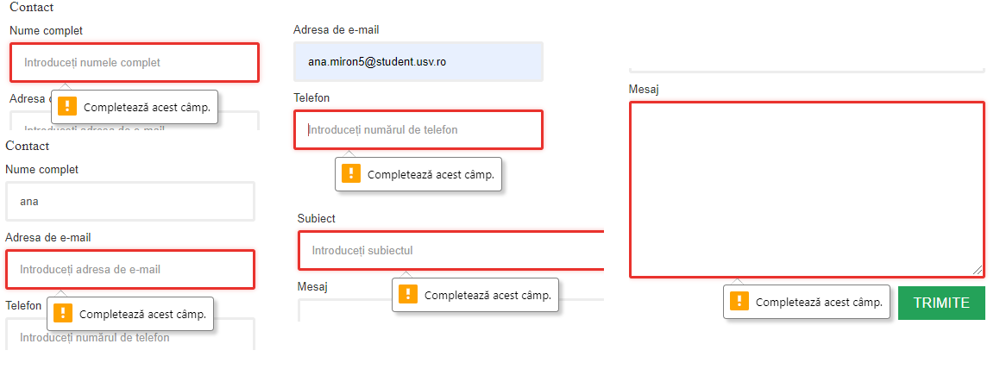 Contact
Nume complet
Introduceți numele complet
Completează acest câmp.
Adresa
Introduceți adresa de e-mail
Contact
Nume complet
ana
Adresa de e-mail
Introduceți adresa de e-mail
Completează acest câmp.
Telefon
Introduceți numărul de telefon
Adresa de e-mail
ana.miron5@student.usv.ro
Telefon
Introduceți numărul de telefon
Completează acest câmp.
Subiect
Introduceți subiectul
Completează acest câmp.
Mesaj
Mesaj
Completează acest câmp.
TRIMITE